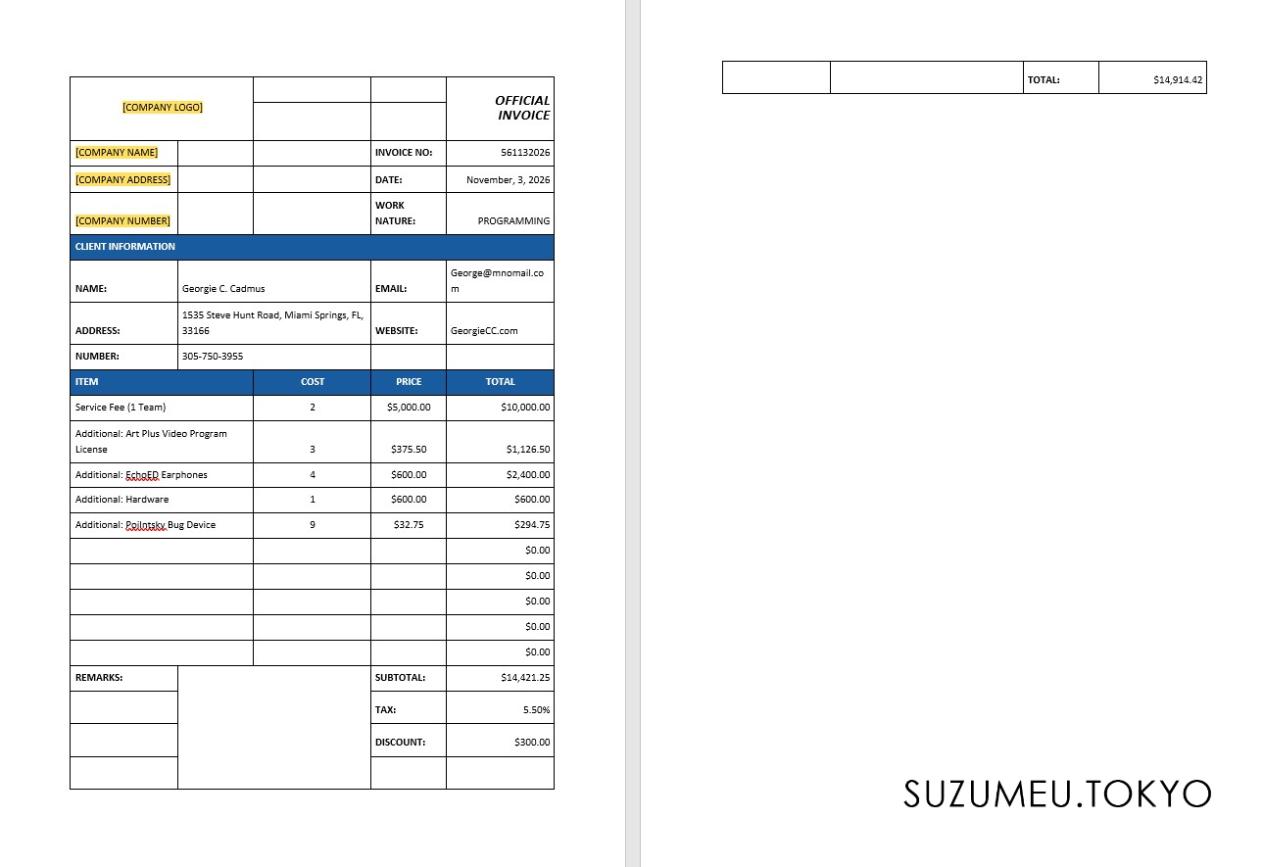 [COMPANY LOGO]
OFFICIAL
INVOICE
[COMPANY NAME]
INVOICE NO:
561132026
[COMPANY ADDRESS]
DATE:
November, 3, 2026
WORK
NATURE:
[COMPANY NUMBER]
PROGRAMMING
CLIENT INFORMATION
NAME:
Georgie C. Cadmus
EMAIL:
George@mnomail.co
m
ADDRESS:
1535 Steve Hunt Road, Miami Springs, FL,
33166
WEBSITE:
GeorgieCC.com
NUMBER:
305-750-3955
ITEM
COST
PRICE
TOTAL
Service Fee (1 Team)
2
$5,000.00
$10,000.00
Additional: Art Plus Video Program
License
3
$375.50
$1,126.50
Additional: EchoED Earphones
4
$600.00
$2,400.00
Additional: Hardware
1
$600.00
$600.00
Additional: Poilntsky Bug Device
9
$32.75
$294.75
$0.00
$0.00
$0.00
$0.00
$0.00
REMARKS:
SUBTOTAL:
$14,421.25
TAX:
5.50%
DISCOUNT:
$300.00
TOTAL:
$14,914.42
SUZUMEU.TOKYO